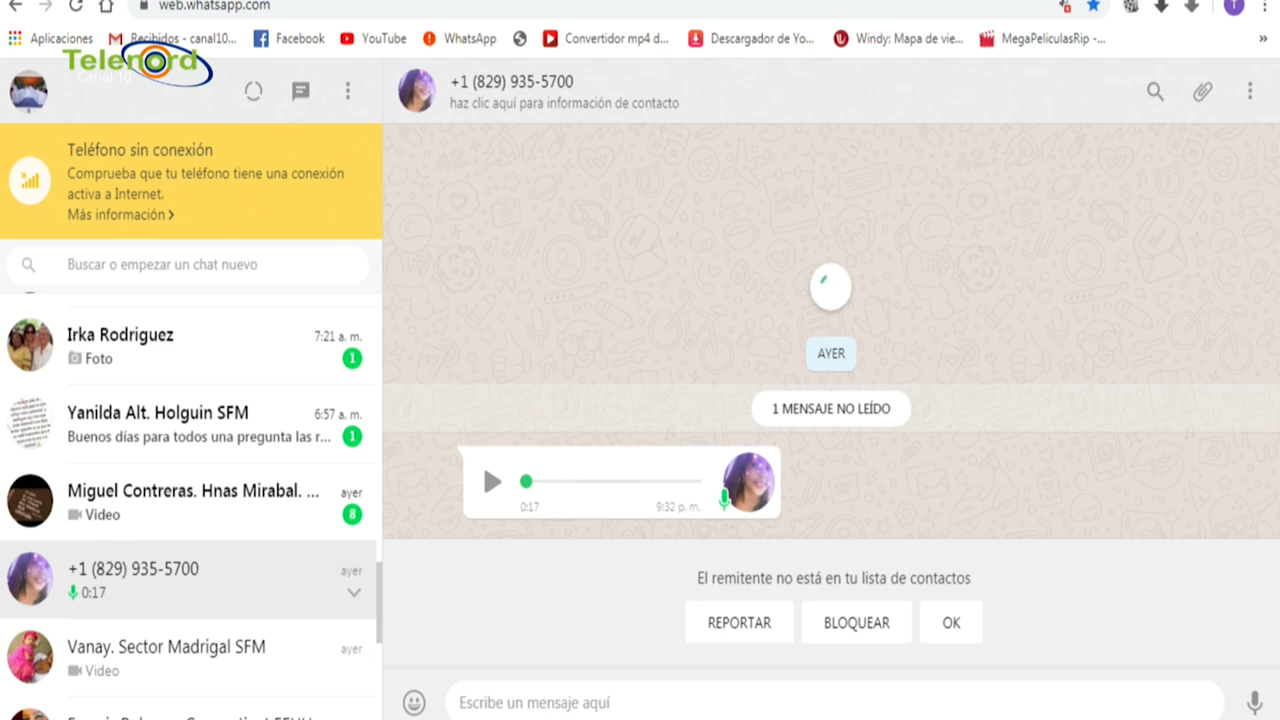 web.whatsapp.com
Aplicaciones
Recibidos - canal10...
Facebook
YouTube
WhatsApp
Convertidor mp4 d...
Descargador de Yo...
Windy: Mapa de vie...
MegaPeliculasRip -...
»
Telenord
Canal 10
T
+1 (829) 935-5700
haz clic aquí para información de contacto
Teléfono sin conexión
Comprueba que tu teléfono tiene una conexión
activa a Internet.
Más información >
Buscar o empezar un chat nuevo
Irka Rodriguez
7:21 a. m.
Foto
1
Yanilda Alt. Holguin SFM
6:57 a. m.
Buenos días para todos una pregunta las r...
1
Miguel Contreras. Hnas Mirabal. ...
ayer
Video
8
+1 (829) 935-5700
ayer
0:17
Vanay. Sector Madrigal SFM
ayer
Video
AYER
1 MENSAJE NO LEÍDO
0:17
9:32 p. m.
El remitente no está en tu lista de contactos
REPORTAR
BLOQUEAR
OK
Escribe un mensaje aquí